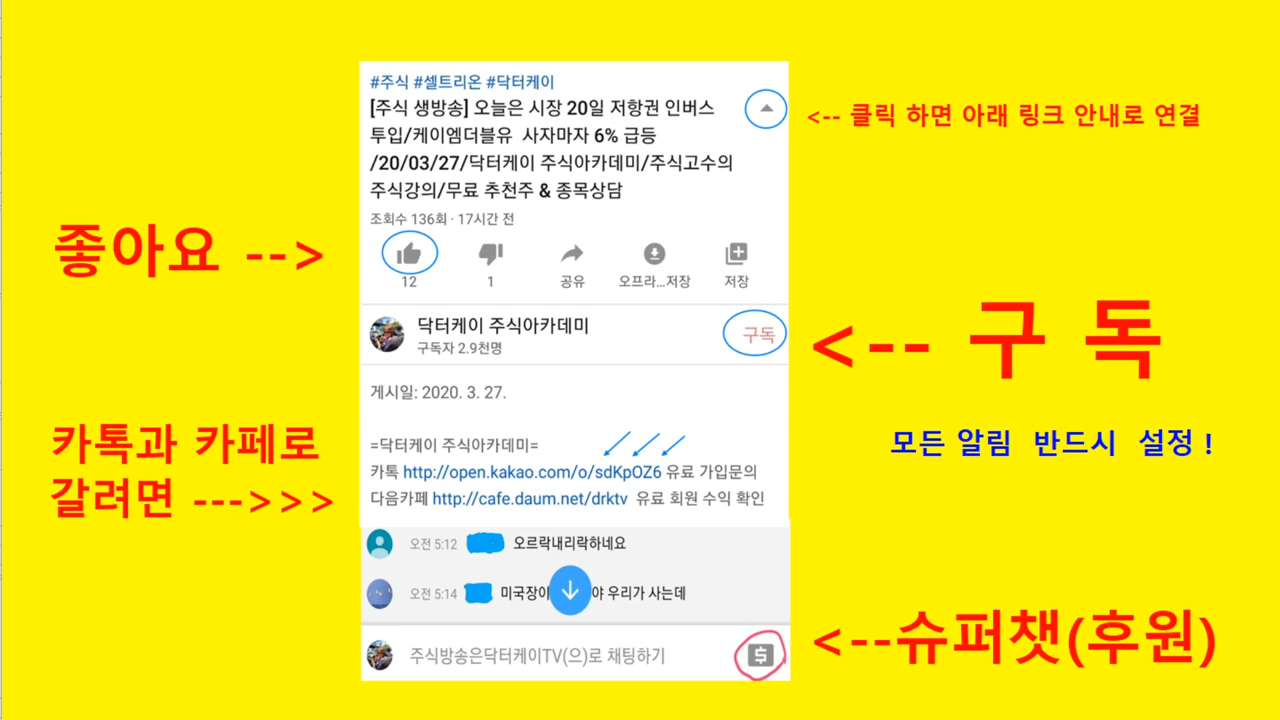 #주식 #셀트리온 #닥터케이
[주식 생방송] 오늘은 시장 20일 저항권 인버스
투입/케이엠더블유 사자마자 6% 급등
/20/03/27/닥터케이 주식아카데미/주식고수의
주식강의/무료 추천주 & 종목상담
조회수 136회 · 17시간 전
<-- 클릭 하면 아래 링크 안내로 연결
좋아요 -->
12
1
공유
오프라...저장
저장
닥터케이 주식아카데미
구독자 2.9천명
구독
<-- 구 독
게시일: 2020. 3. 27.
모든 알림 반드시 설정 !
카톡과 카페로
갈려면 --->>>
=닥터케이 주식아카데미=
카톡 http://open.kakao.com/o/sdKpOZ6 유료 가입문의
다음카페 http://cafe.daum.net/drktv 유료 회원 수익 확인
오전 5:12 오르락내리락하네요
오전 5:14 미국장이 야 우리가 사는데
주식방송은닥터케이TV(으)로 채팅하기
<--슈퍼챗(후원)